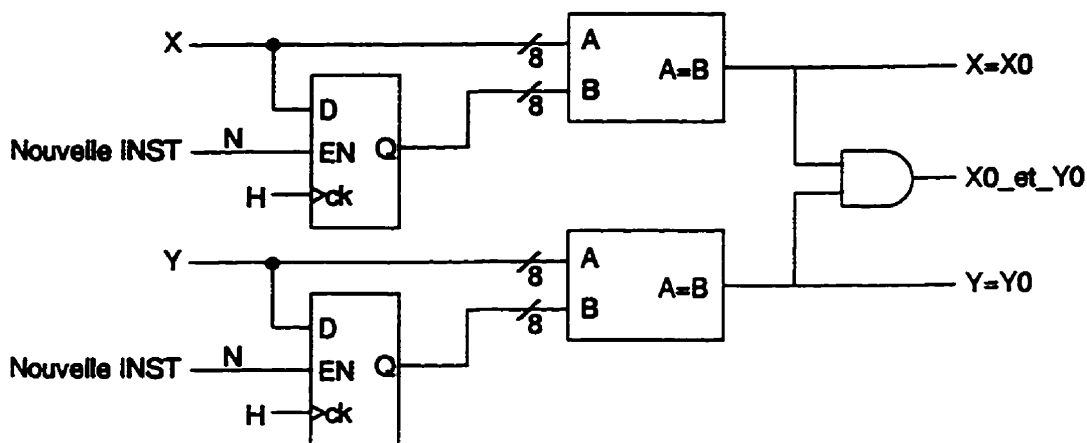 X
8
A
A=B
X=X0
B
8
D
Nouvelle INST
N
EN
Q
H
ck
X0_et_Y0
Y
8
A
A=B
Y=Y0
B
8
D
Nouvelle INST
N
EN
Q
H
ck